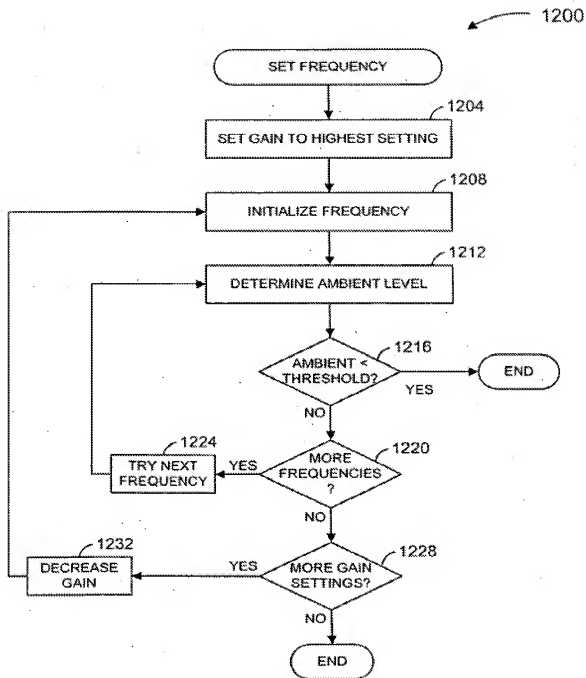 1200
SET FREQUENCY
1204
SET GAIN TO HIGHEST SETTING
1208
INITIALIZE FREQUENCY
1212
DETERMINE AMBIENT LEVEL
1216
AMBIENT <
THRESHOLD?
YES
END
NO
1220
MORE
FREQUENCIES
?
YES
1224
TRY NEXT
FREQUENCY
NO
1228
MORE GAIN
SETTINGS?
YES
1232
DECREASE
GAIN
NO
END